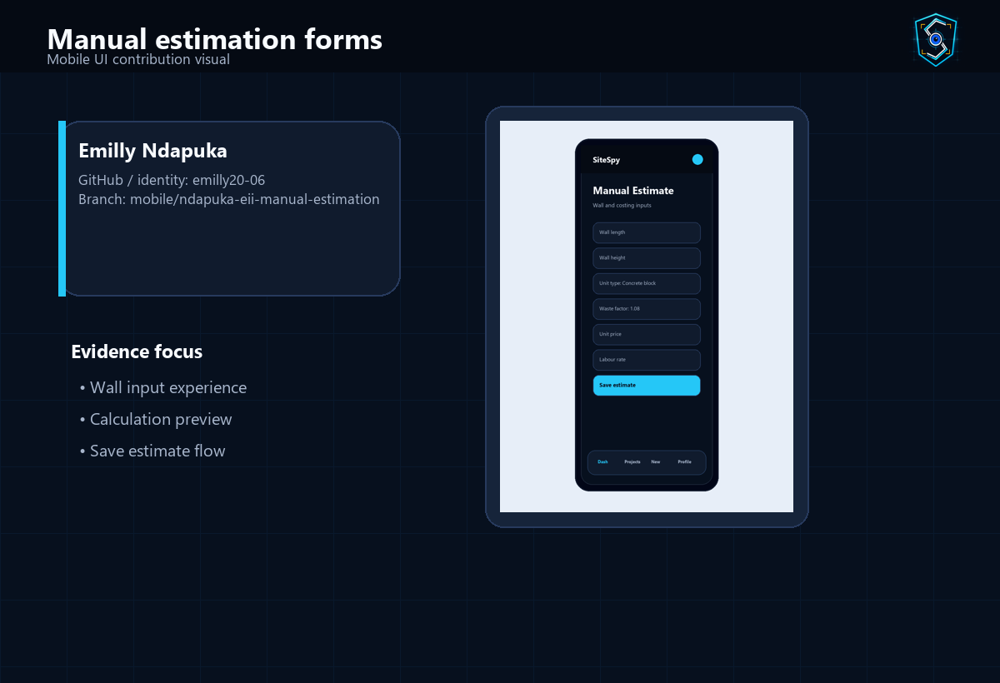 Manual estimation forms
Mobile UI contribution visual
Emilly Ndapuka
GitHub / identity: emilly20-06
Branch: mobile/ndapuka-eii-manual-estimation
Evidence focus
• Wall input experience
• Calculation preview
• Save estimate flow
SiteSpy
Manual Estimate
Wall and costing inputs
Wall length
Wall height
Unit type: Concrete block
Waste factor: 1.08
Unit price
Labour rate
Save estimate
Dash Projects New Profile